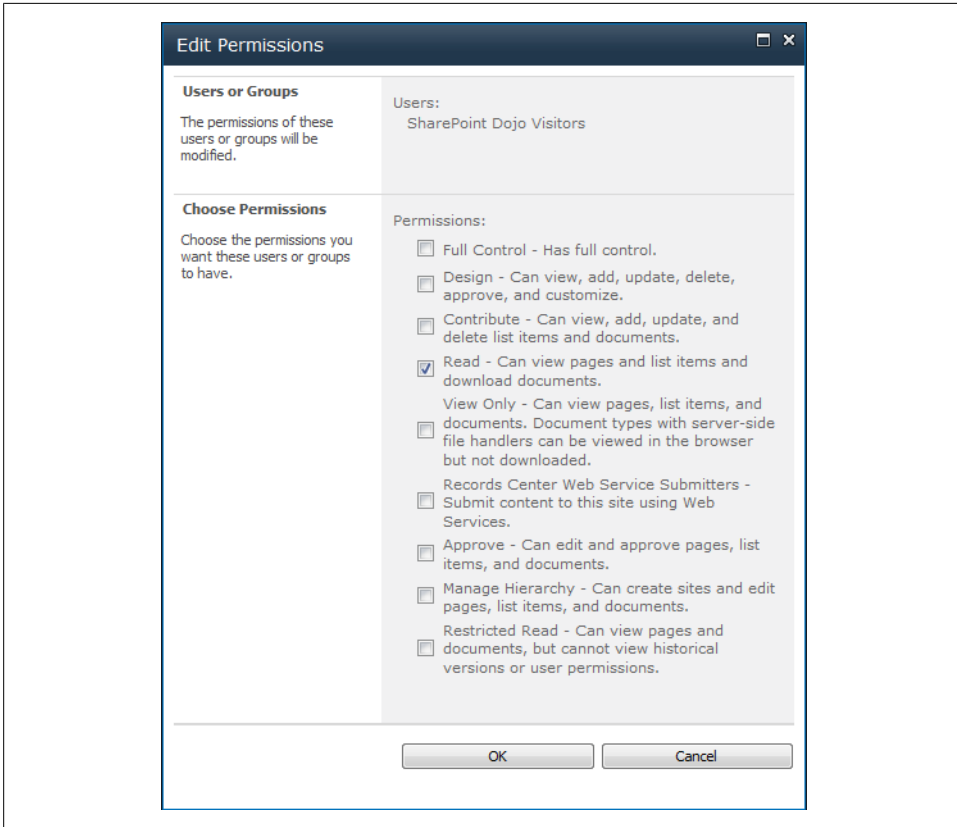 Edit Permissions
Users or Groups
The permissions of these
users or groups will be
modified.
Users:
SharePoint Dojo Visitors
Choose Permissions
Choose the permissions you
want these users or groups
to have.
Permissions:
Full Control - Has full control.
Design - Can view, add, update, delete,
approve, and customize.
Contribute - Can view, add, update, and
delete list items and documents.
Read - Can view pages and list items and
download documents.
View Only - Can view pages, list items, and
documents. Document types with server-side
file handlers can be viewed in the browser
but not downloaded.
Records Center Web Service Submitters -
Submit content to this site using Web
Services.
Approve - Can edit and approve pages, list
items, and documents.
Manage Hierarchy - Can create sites and edit
pages, list items, and documents.
Restricted Read - Can view pages and
documents, but cannot view historical
versions or user permissions.
OK
Cancel